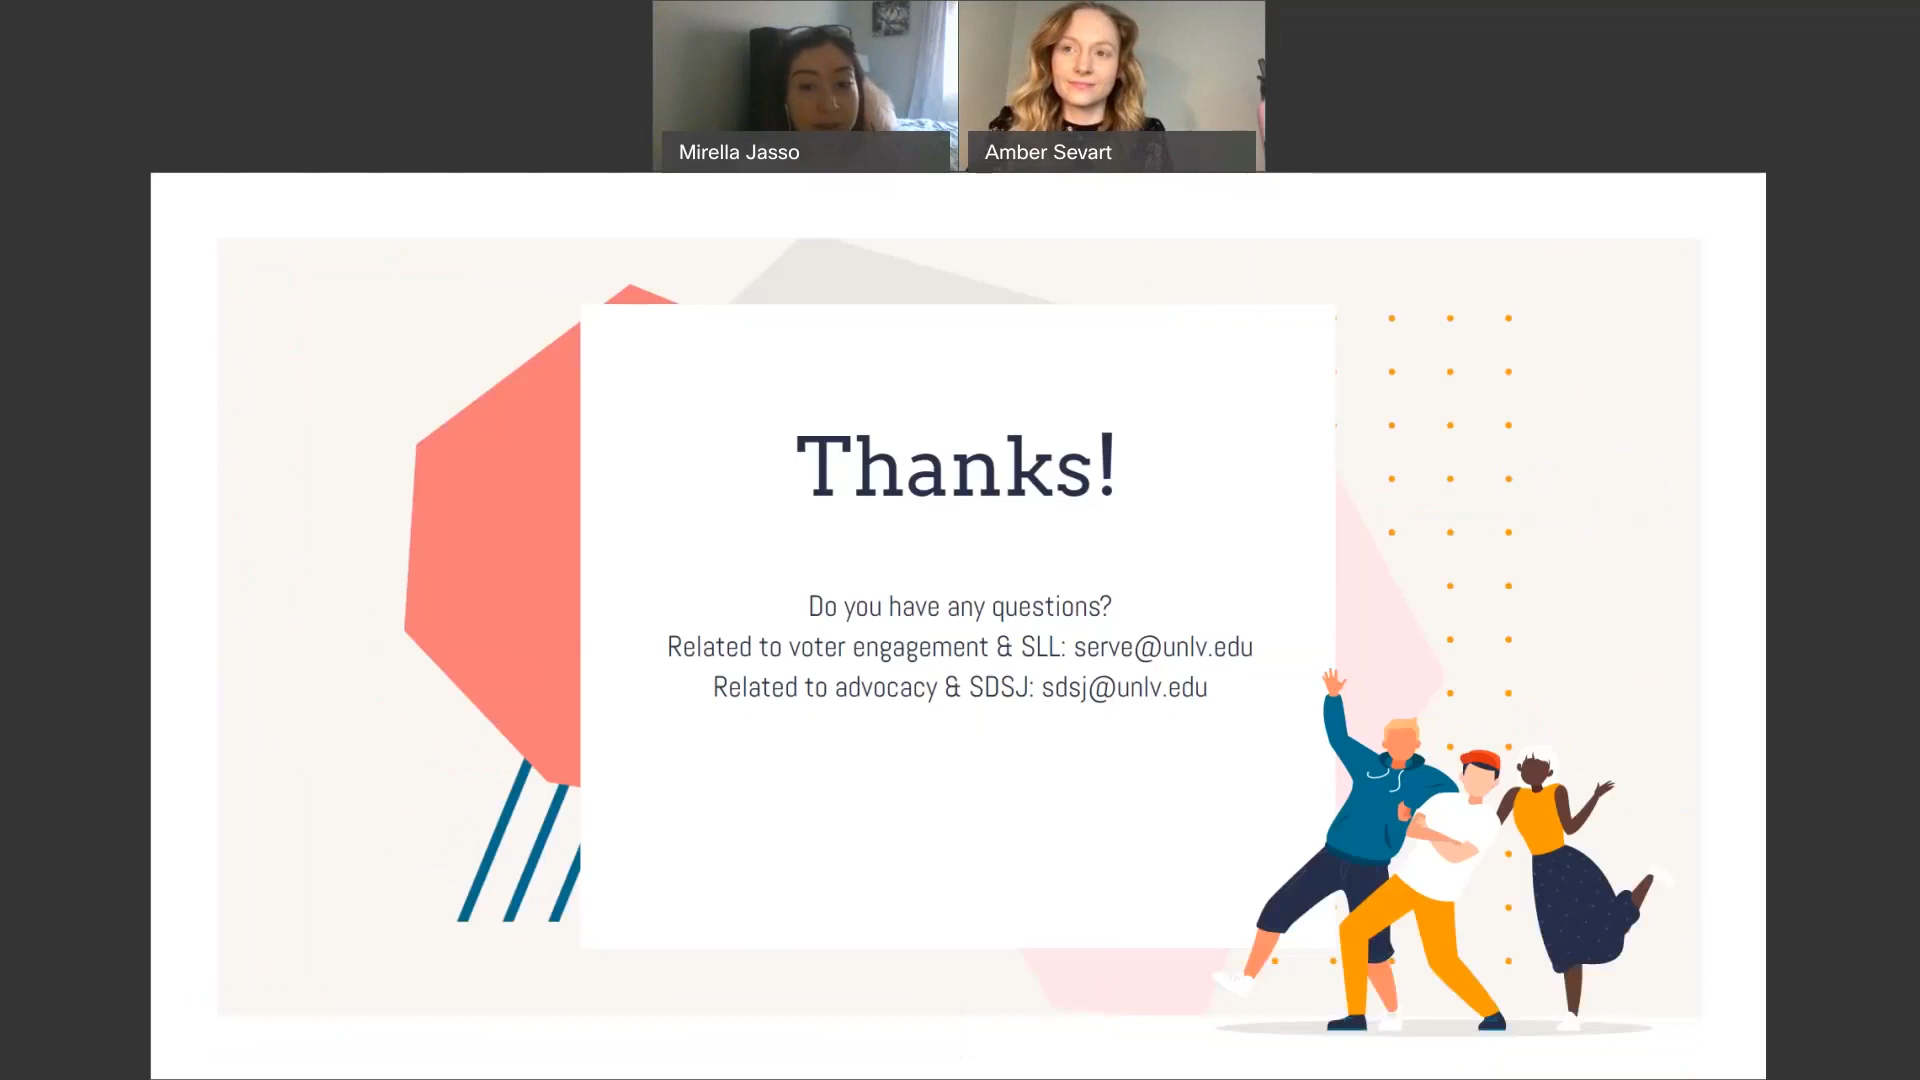 Mirella Jasso
Amber Sevart
Thanks!
Do you have any questions?
Related to voter engagement & SLL: serve@unlv.edu
Related to advocacy & SDSJ: sdsj@unlv.edu